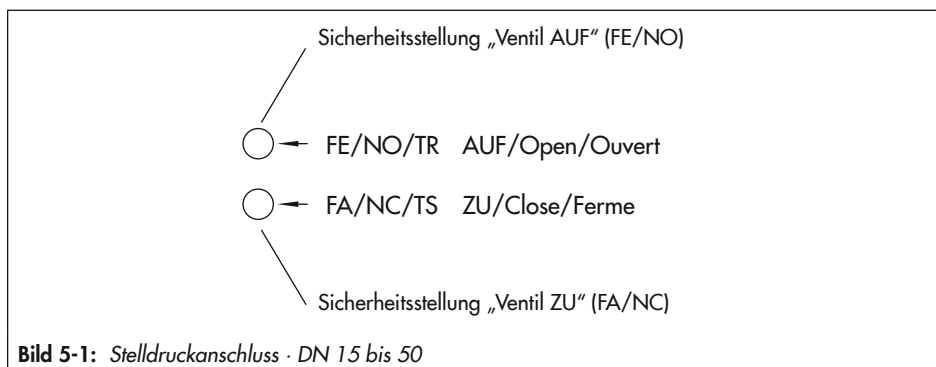 Sicherheitsstellung „Ventil AUF“ (FE/NO)
FE/NO/TR AUF/Open/Ouvert
FA/NC/TS ZU/Close/Ferme
Sicherheitsstellung „Ventil ZU“ (FA/NC)
Bild 5-1: Stelldruckanschluss · DN 15 bis 50